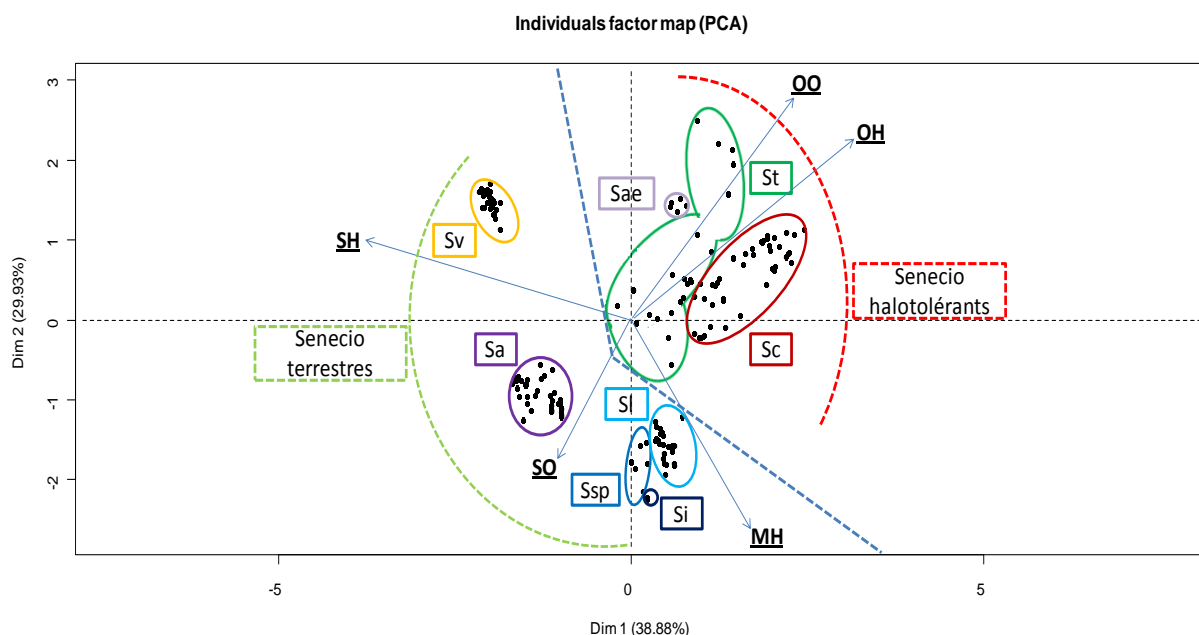 Individuals factor map (PCA)
3
2
1
0
-1
-2
Dim 2 (29.93%)
OO
OH
St
Sae
Sv
SH
Senecio
halotolérants
Senecio
terrestres
Sa
Sc
Sl
SO
Ssp
Si
MH
-5
0
5
Dim 1 (38.88%)